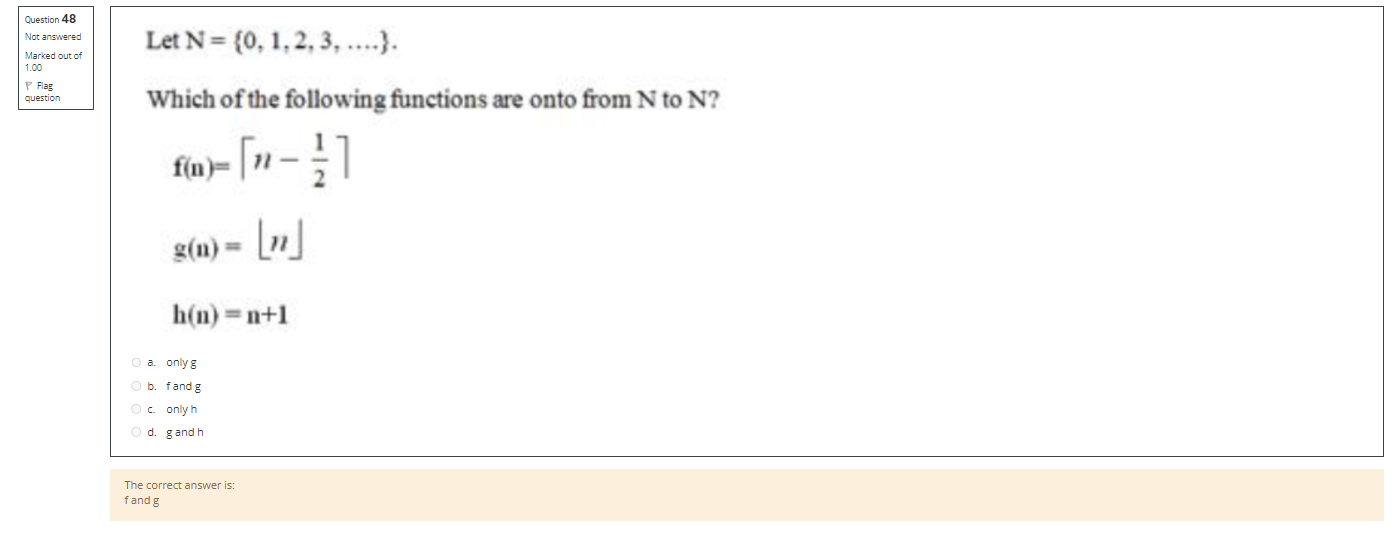 Question 48
Not answered
Marked out of
1.00
Flag
question
Let N = {0, 1, 2, 3, ....}.
Which of the following functions are onto from N to N?
f(n)= ⌈n − 1/2⌉
g(n) = ⌊n⌋
h(n) = n+1
a. only g
b. f and g
c. only h
d. g and h
The correct answer is:
f and g